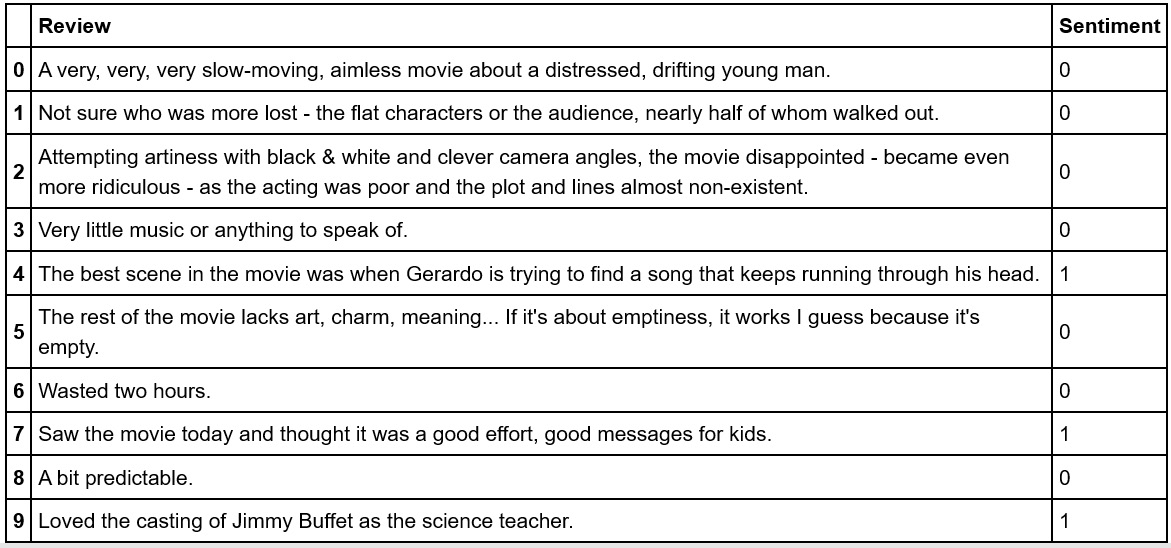 Review Sentiment
0 A very, very, very slow-moving, aimless movie about a distressed, drifting young man. 0
1 Not sure who was more lost - the flat characters or the audience, nearly half of whom walked out. 0
2 Attempting artiness with black & white and clever camera angles, the movie disappointed - became even
more ridiculous - as the acting was poor and the plot and lines almost non-existent. 0
3 Very little music or anything to speak of. 0
4 The best scene in the movie was when Gerardo is trying to find a song that keeps running through his head. 1
5 The rest of the movie lacks art, charm, meaning... If it's about emptiness, it works I guess because it's
empty. 0
6 Wasted two hours. 0
7 Saw the movie today and thought it was a good effort, good messages for kids. 1
8 A bit predictable. 0
9 Loved the casting of Jimmy Buffet as the science teacher. 1